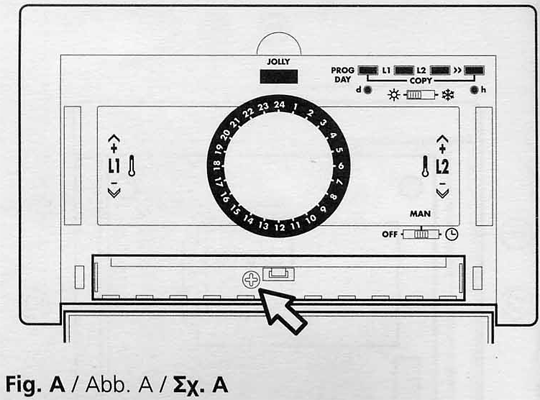 JOLLY
PROG L1 L2 >>
DAY COPY
d h
24 1 2 3 4 5 6 7 8 9 10 11 12 13 14 15 16 17 18 19 20 21 22 23
+ +
L1 L2
- -
MAN
OFF
Fig. A / Abb. A / Σχ. A